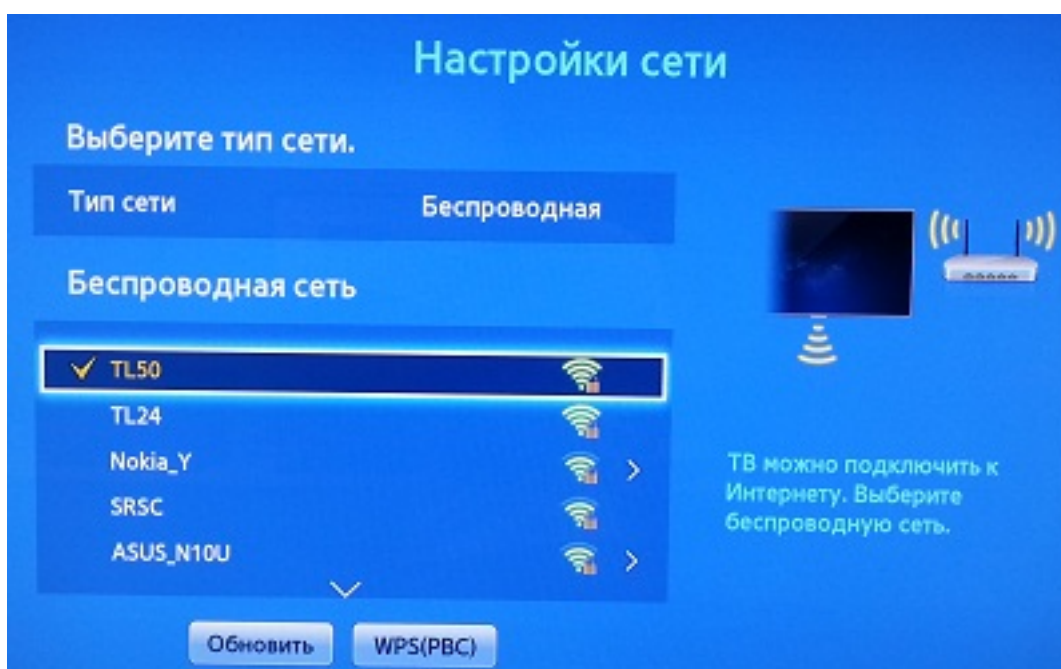 Настройки сети
Выберите тип сети.
Тип сети Беспроводная
Беспроводная сеть
TL50
TL24
Nokia_Y
SRSC
ASUS_N10U
ТВ можно подключить к
Интернету. Выберите
беспроводную сеть.
Обновить WPS(PBC)